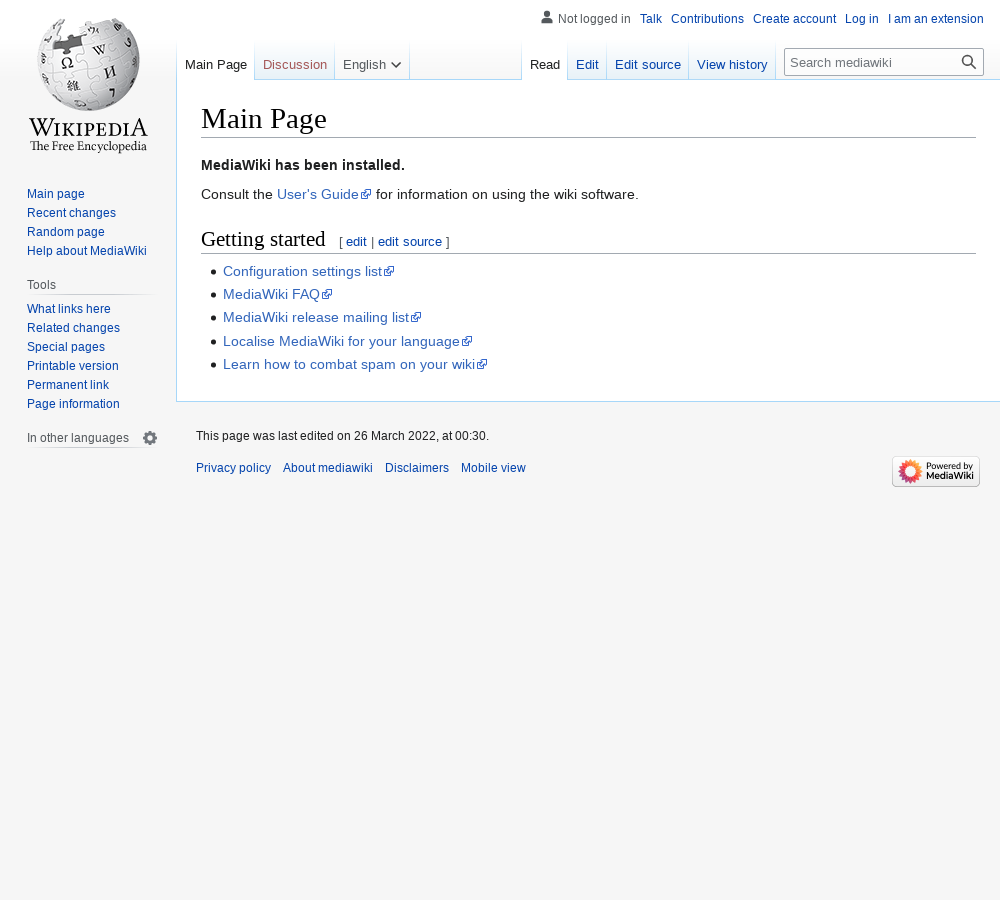 Not logged in Talk Contributions Create account Log in I am an extension
Main Page Discussion English Read Edit Edit source View history Search mediawiki
WIKIPEDIA
The Free Encyclopedia
Main page
Recent changes
Random page
Help about MediaWiki
Tools
What links here
Related changes
Special pages
Printable version
Permanent link
Page information
In other languages
Main Page
MediaWiki has been installed.
Consult the User's Guide for information on using the wiki software.
Getting started [ edit | edit source ]
Configuration settings list
MediaWiki FAQ
MediaWiki release mailing list
Localise MediaWiki for your language
Learn how to combat spam on your wiki
This page was last edited on 26 March 2022, at 00:30.
Privacy policy About mediawiki Disclaimers Mobile view
Powered by
MediaWiki